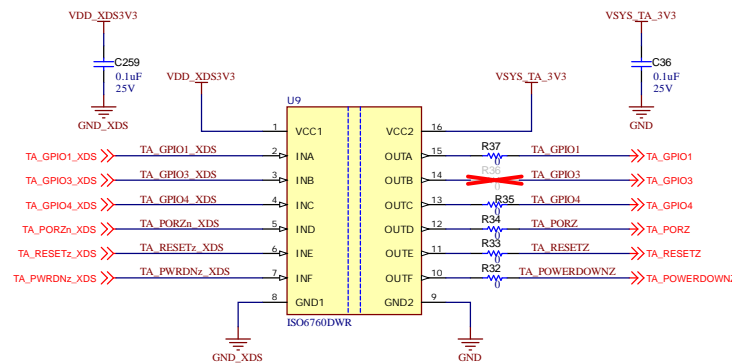 VDD_XDS3V3
VSYS_TA_3V3
C259
0.1uF
25V
GND_XDS
C36
0.1uF
25V
GND
VDD_XDS3V3
VSYS_TA_3V3
U9
1 VCC1 VCC2 16
TA_GPIO1_XDS TA_GPIO1_XDS 2 INA OUTA 15 R37 0 TA_GPIO1 TA_GPIO1
TA_GPIO3_XDS TA_GPIO3_XDS 3 INB OUTB 14 R36 0 TA_GPIO3 TA_GPIO3
TA_GPIO4_XDS TA_GPIO4_XDS 4 INC OUTC 13 R35 0 TA_GPIO4 TA_GPIO4
TA_PORZn_XDS TA_PORZn_XDS 5 IND OUTD 12 R34 0 TA_PORZ TA_PORZ
TA_RESETz_XDS TA_RESETz_XDS 6 INE OUTE 11 R33 0 TA_RESETZ TA_RESETZ
TA_PWRDNz_XDS TA_PWRDNz_XDS 7 INF OUTF 10 R32 0 TA_POWERDOWNZ TA_POWERDOWNZ
8 GND1 GND2 9
ISO6760DWR
GND_XDS
GND